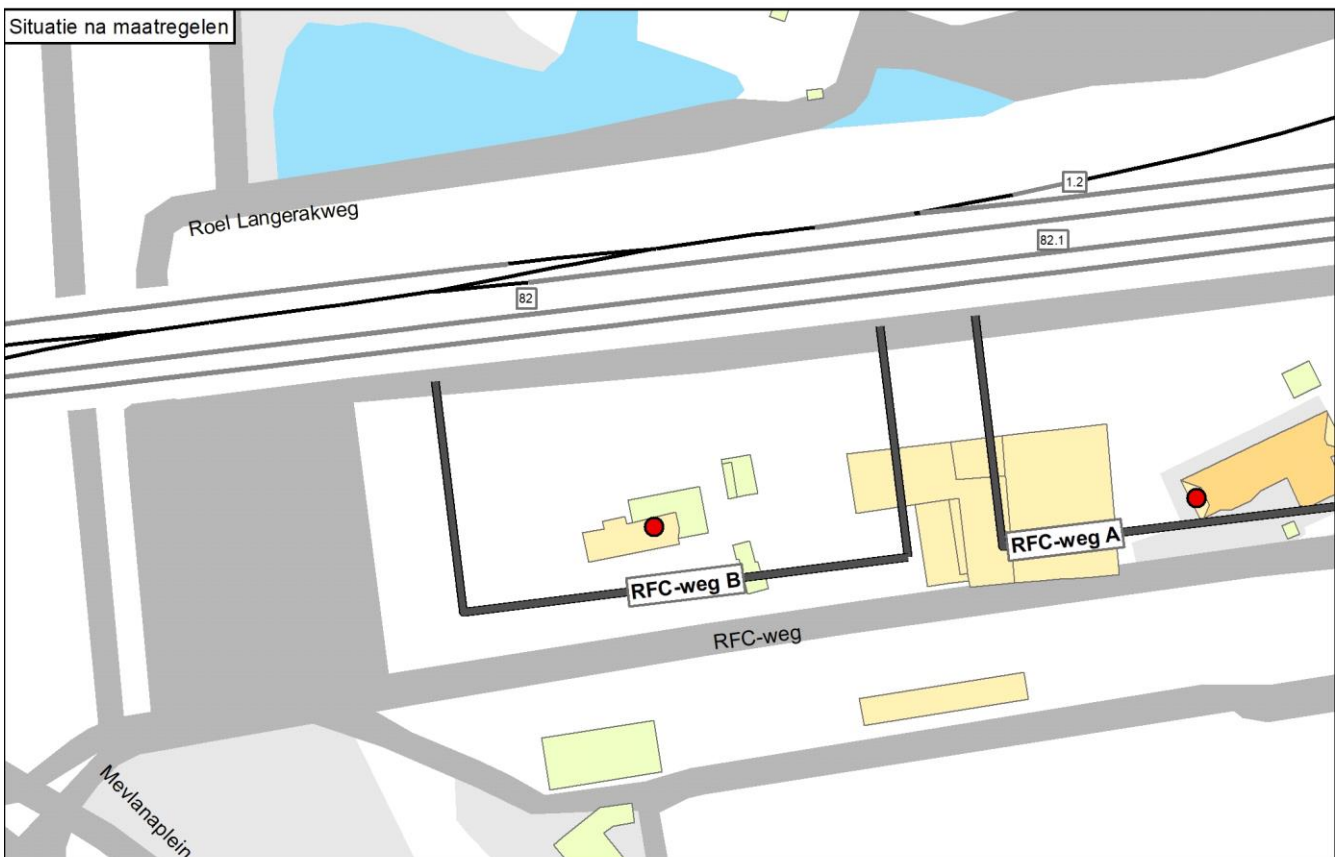 Situatie na maatregelen
Roel Langerakweg
1.2
82.1
82
RFC-weg A
RFC-weg B
RFC-weg
Mevlanaplein